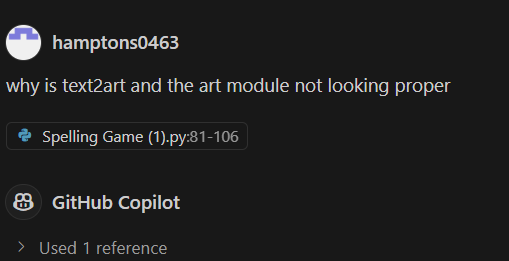 hamptons0463
why is text2art and the art module not looking proper
Spelling Game (1).py:81-106
GitHub Copilot
Used 1 reference